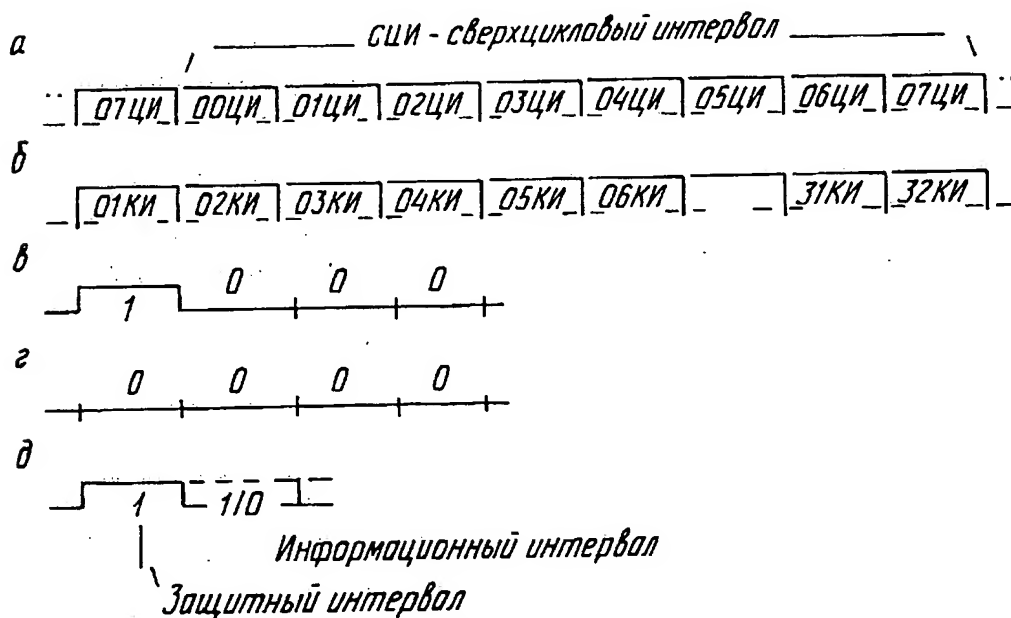 а
СЦИ - сверхцикловый интервал
07ЦИ 00ЦИ 01ЦИ 02ЦИ 03ЦИ 04ЦИ 05ЦИ 06ЦИ 07ЦИ
б
01КИ 02КИ 03КИ 04КИ 05КИ 06КИ 31КИ 32КИ
в
0 0 0
1
г
0 0 0 0
д
1 1/0
Информационный интервал
Защитный интервал